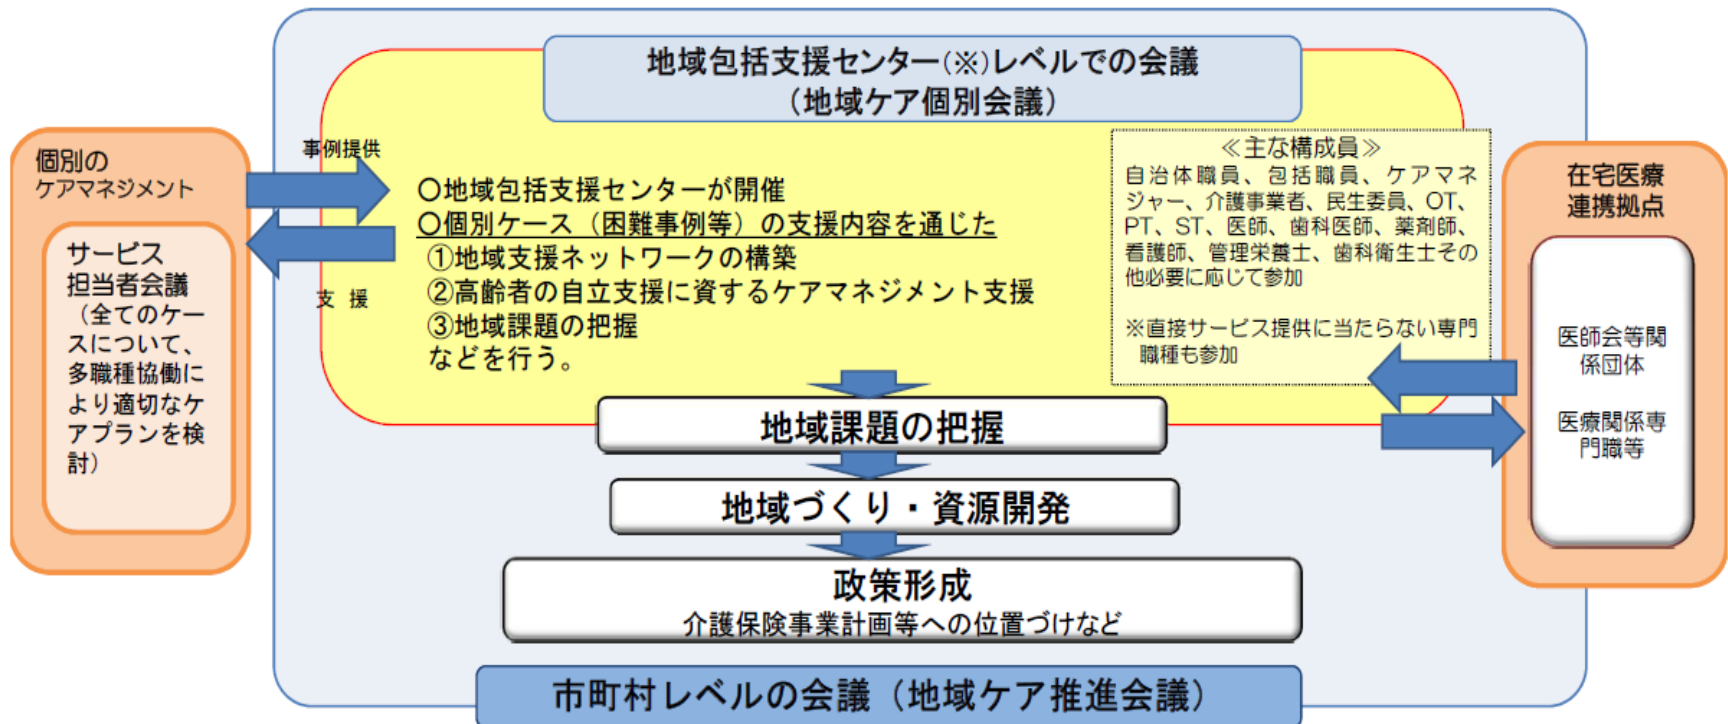 地域包括支援センター(※)レベルでの会議
（地域ケア個別会議）
個別の
ケアマネジメント
サービス
担当者会議
（全てのケー
スについて、
多職種協働に
より適切なケ
アプランを検
討）
事例提供
支　援
〇地域包括支援センターが開催
〇個別ケース（困難事例等）の支援内容を通じた
①地域支援ネットワークの構築
②高齢者の自立支援に資するケアマネジメント支援
③地域課題の把握
などを行う。
≪主な構成員≫
自治体職員、包括職員、ケアマネ
ジャー、介護事業者、民生委員、OT、
PT、ST、医師、歯科医師、薬剤師、
看護師、管理栄養士、歯科衛生士その
他必要に応じて参加
※直接サービス提供に当たらない専門
職種も参加
在宅医療
連携拠点
医師会等関
係団体
医療関係専
門職等
地域課題の把握
地域づくり・資源開発
政策形成
介護保険事業計画等への位置づけなど
市町村レベルの会議（地域ケア推進会議）